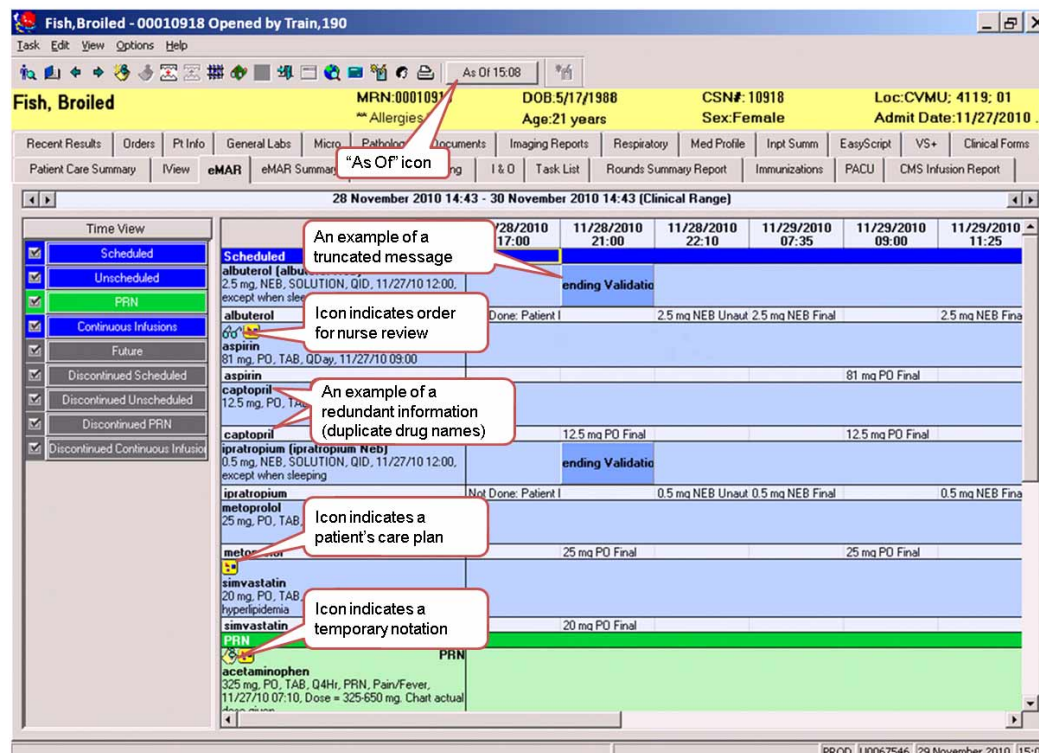 Fish,Broiled - 00010918 Opened by Train,190
Task Edit View Options Help
As Of 15:08
Fish, Broiled
MRN:0001091
DOB:5/17/1988
CSN#:10918
Loc:CVMU; 4119; 01
** Allergies
Age:21 years
Sex:Female
Admit Date:11/27/2010 .
Recent Results Orders Pt Info General Labs Micro Pathology Documents Imaging Reports Respiratory Med Profile Inpt Summ EasyScript VS+ Clinical Forms
Patient Care Summary IView eMAR eMAR Summary ng I & O Task List Rounds Summary Report Immunizations PACU CMS Infusion Report
"As Of" icon
28 November 2010 14:43 - 30 November 2010 14:43 (Clinical Range)
Time View
Scheduled
Unscheduled
PRN
Continuous Infusions
Future
Discontinued Scheduled
Discontinued Unscheduled
Discontinued PRN
Discontinued Continuous Infusior
/28/2010 17:00
11/28/2010 21:00
11/28/2010 22:10
11/29/2010 07:35
11/29/2010 09:00
11/29/2010 11:25
An example of a
truncated message
Scheduled
albuterol (albu
2.5 mg, NEB, SOLUTION, QID, 11/27/10 12:00,
except when slee
ending Validatio
Icon indicates order
for nurse review
albuterol
Done: Patient I
2.5 mg NEB Unaut
2.5 mg NEB Final
2.5 mg NEB Fina
aspirin
81 mg, PO, TAB, QDay, 11/27/10 09:00
aspirin
81 mg PO Final
captopril
12.5 mg, PO, TA
An example of a
redundant information
(duplicate drug names)
captopril
12.5 mg PO Final
12.5 mg PO Final
ipratropium (ipratropium Neb)
0.5 mg, NEB, SOLUTION, QID, 11/27/10 12:00,
except when sleeping
ending Validatio
ipratropium
Not Done: Patient I
0.5 mg NEB Unaut
0.5 mg NEB Final
0.5 mg NEB Fina
metoprolol
25 mg, PO, TAB,
Icon indicates a
patient's care plan
metoprolol
25 mg PO Final
25 mg PO Final
simvastatin
20 mg, PO, TAB,
hyperlipidemia
Icon indicates a
temporary notation
simvastatin
20 mg PO Final
PRN
PRN
acetaminophen
325 mg, PO, TAB, Q4Hr, PRN, Pain/Fever,
11/27/10 07:10, Dose = 325-650 mg. Chart actual
PROD U0067546 29 November 2010 15:0